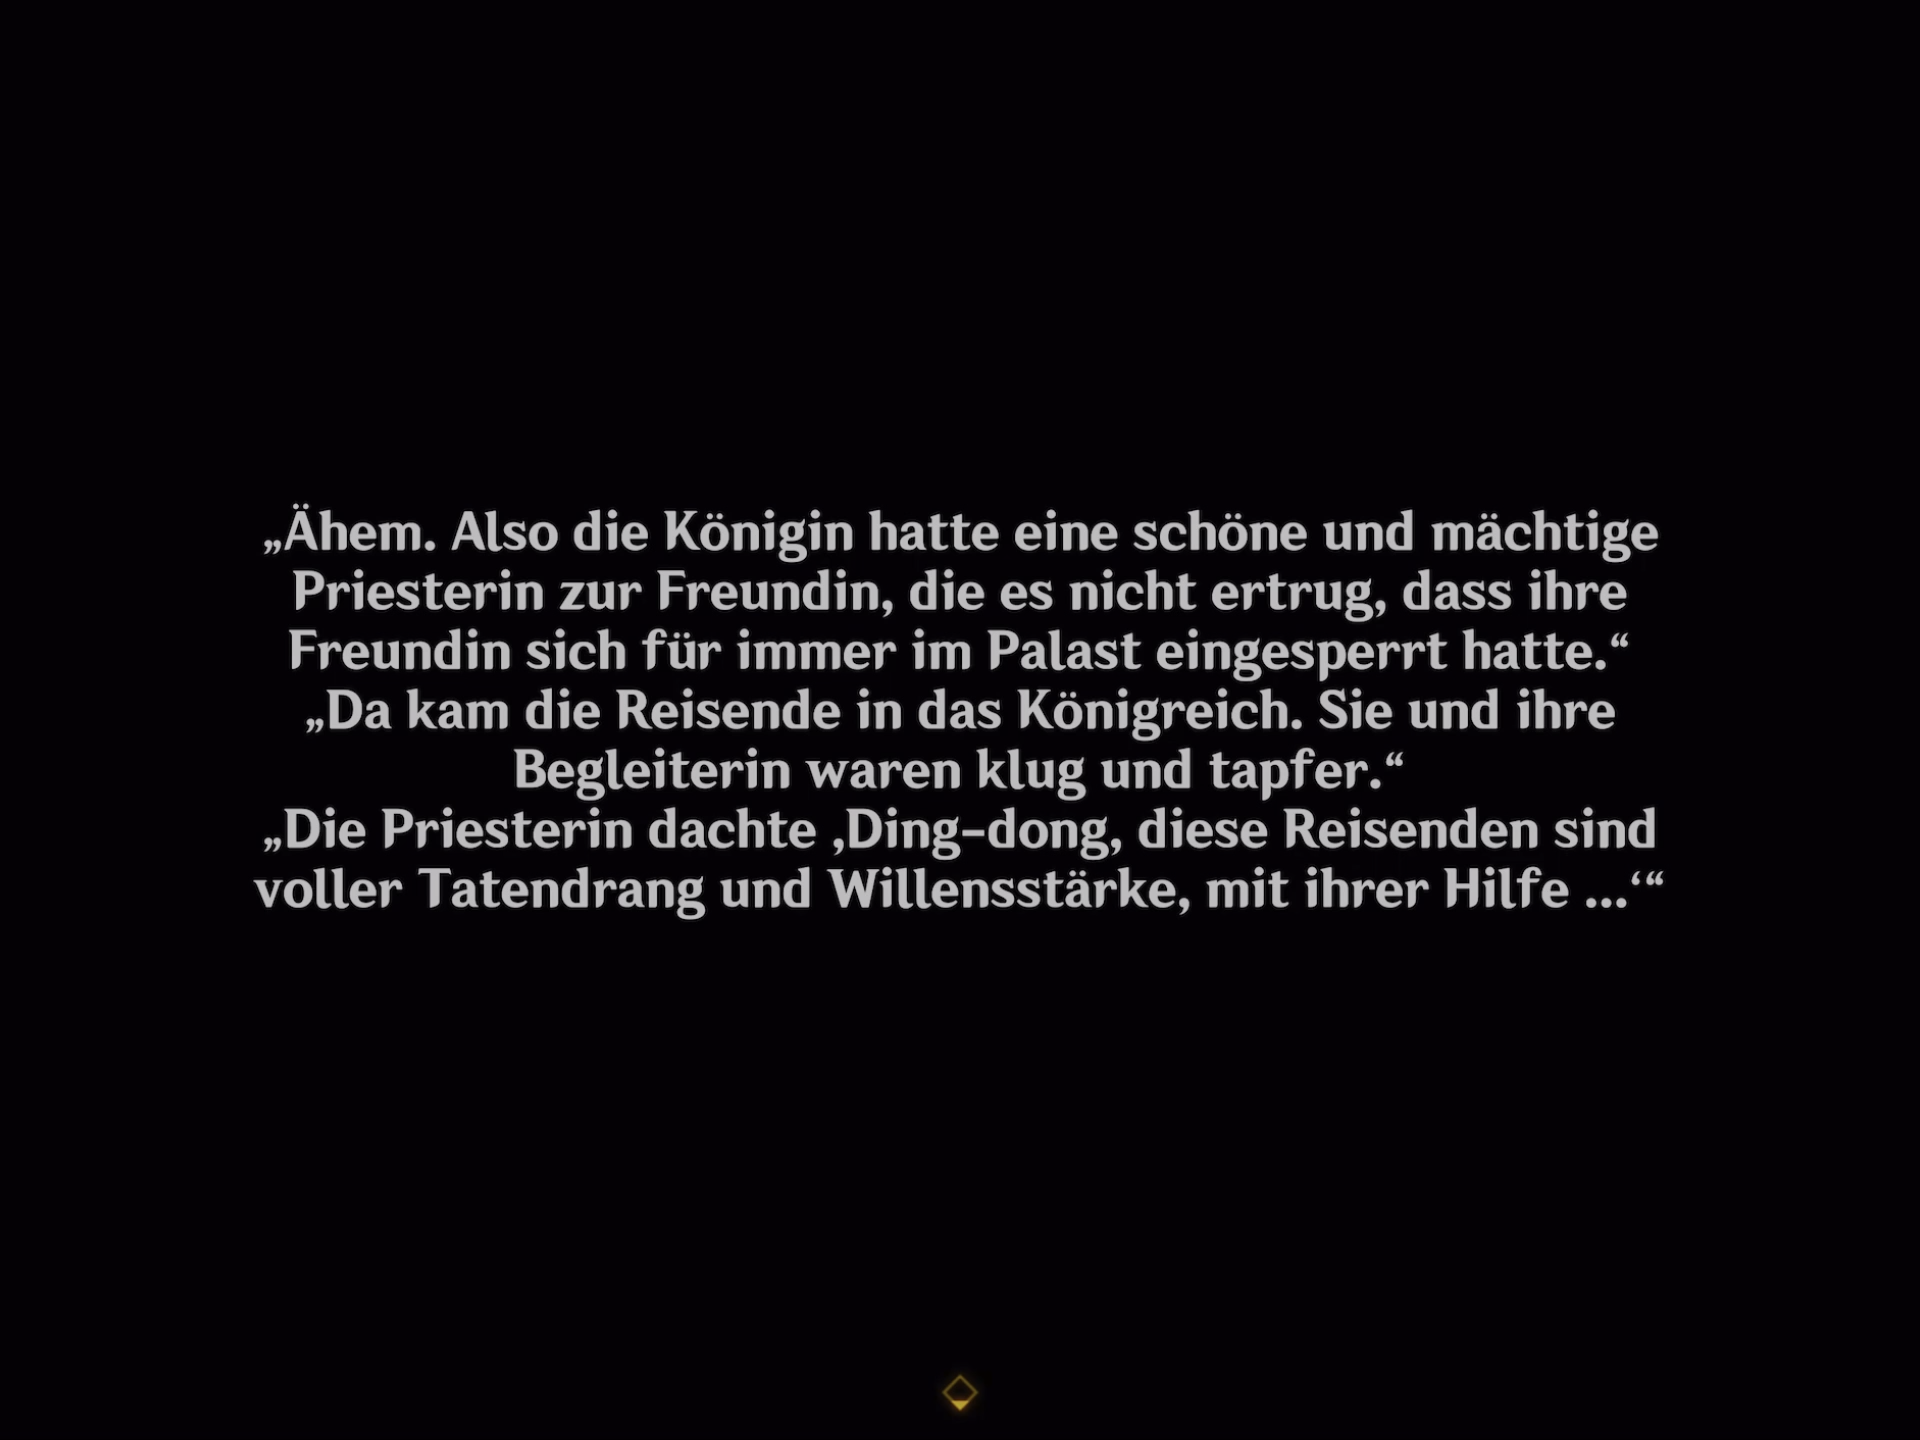 „Ähem. Also die Königin hatte eine schöne und mächtige
Priesterin zur Freundin, die es nicht ertrug, dass ihre
Freundin sich für immer im Palast eingesperrt hatte.“
„Da kam die Reisende in das Königreich. Sie und ihre
Begleiterin waren klug und tapfer.“
„Die Priesterin dachte ‚Ding–dong, diese Reisenden sind
voller Tatendrang und Willensstärke, mit ihrer Hilfe ...‘“